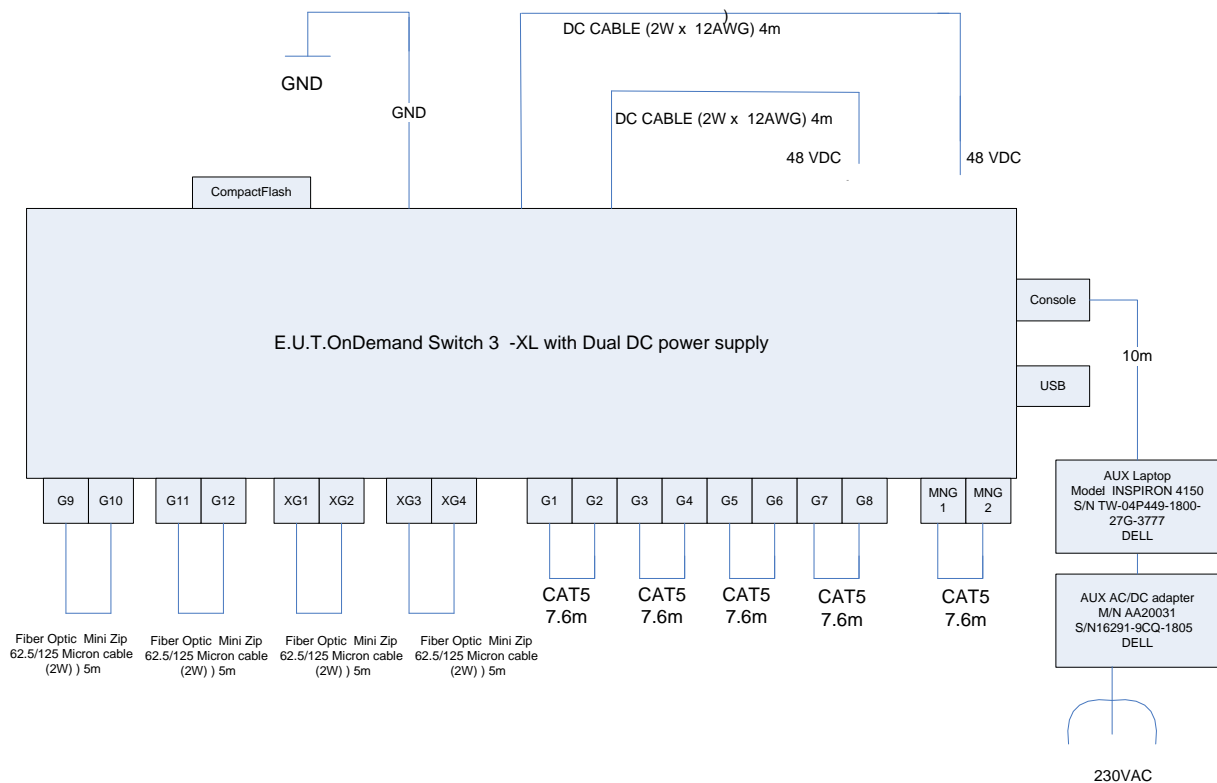 )
DC CABLE (2W x  12AWG) 4m
GND
GND
DC CABLE (2W x  12AWG) 4m
48 VDC
48 VDC
CompactFlash
E.U.T.OnDemand Switch 3  -XL with Dual DC power supply
Console
10m
USB
G9
G10
G11
G12
XG1
XG2
XG3
XG4
G1
G2
G3
G4
G5
G6
G7
G8
MNG
1
MNG
2
AUX Laptop
Model  INSPIRON 4150
S/N TW-04P449-1800-
27G-3777
DELL
CAT5
7.6m
CAT5
7.6m
CAT5
7.6m
CAT5
7.6m
CAT5
7.6m
AUX AC/DC adapter
M/N AA20031
S/N16291-9CQ-1805
DELL
Fiber Optic  Mini Zip
62.5/125 Micron cable
(2W) ) 5m
Fiber Optic  Mini Zip
62.5/125 Micron cable
(2W) ) 5m
Fiber Optic  Mini Zip
62.5/125 Micron cable
(2W) ) 5m
Fiber Optic  Mini Zip
62.5/125 Micron cable
(2W) ) 5m
230VAC